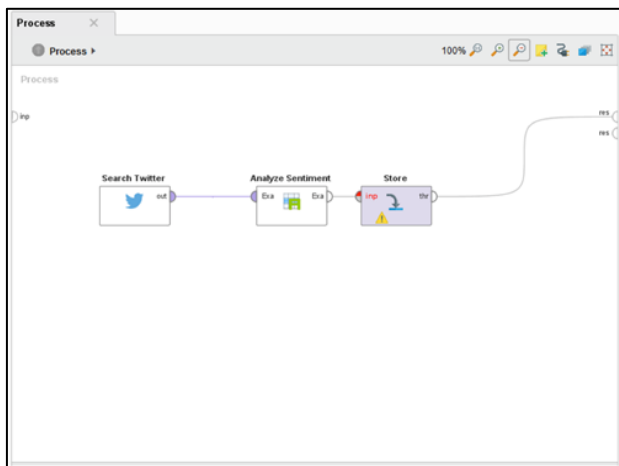 Process
Process
100%
Process
inp
res
res
Search Twitter
out
Analyze Sentiment
Exa
Exa
Store
inp
thr